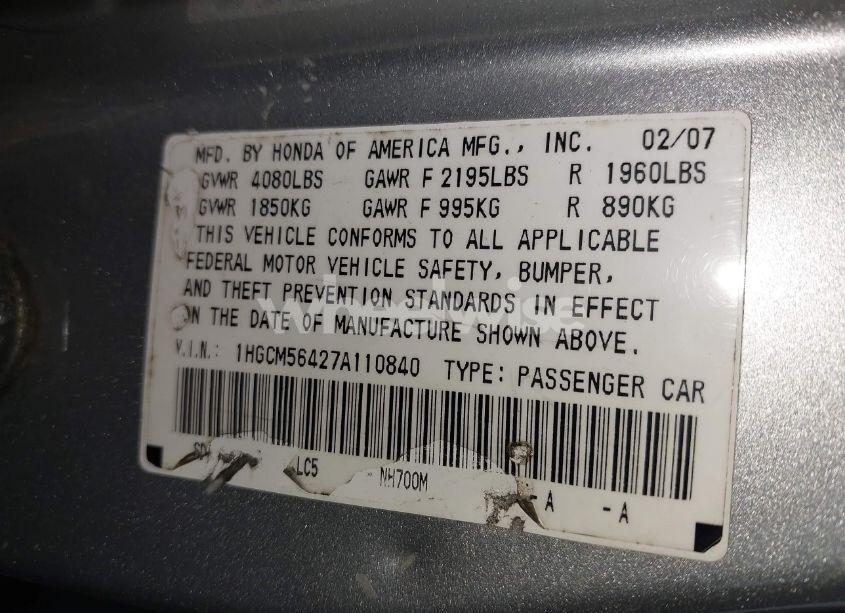 MFD. BY HONDA OF AMERICA MFG., INC. 02/07
GVWR 4080LBS GAWR F 2195LBS R 1960LBS
GVWR 1850KG GAWR F 995KG R 890KG
THIS VEHICLE CONFORMS TO ALL APPLICABLE
FEDERAL MOTOR VEHICLE SAFETY, BUMPER,
AND THEFT PREVENTION STANDARDS IN EFFECT
ON THE DATE OF MANUFACTURE SHOWN ABOVE.
V.I.N.: 1HGCM56427A110840 TYPE: PASSENGER CAR
LC5 NH700M -A -A
wheelwise